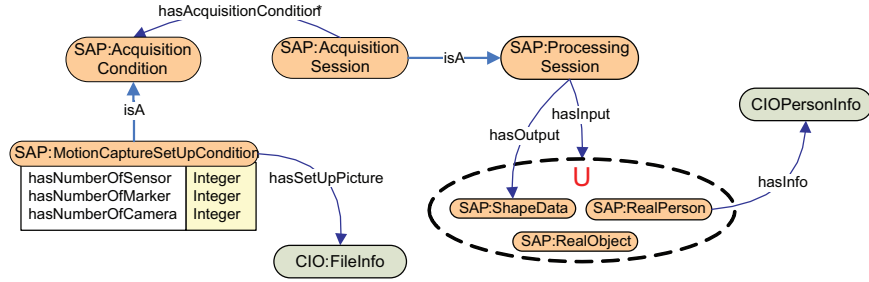 hasAcquisitionCondition*
SAP:Acquisition
Condition
SAP:Acquisition
Session
isA
SAP:Processing
Session
isA
hasOutput
hasInput
CIOPersonInfo
SAP:MotionCaptureSetUpCondition
hasNumberOfSensor Integer
hasNumberOfMarker Integer
hasNumberOfCamera Integer
hasSetUpPicture
U
hasInfo
SAP:ShapeData
SAP:RealPerson
SAP:RealObject
CIO:FileInfo